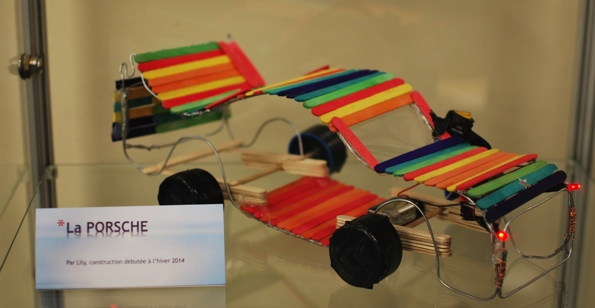 *La PORSCHE
Par Lily, construction débutée à l'hiver 2014